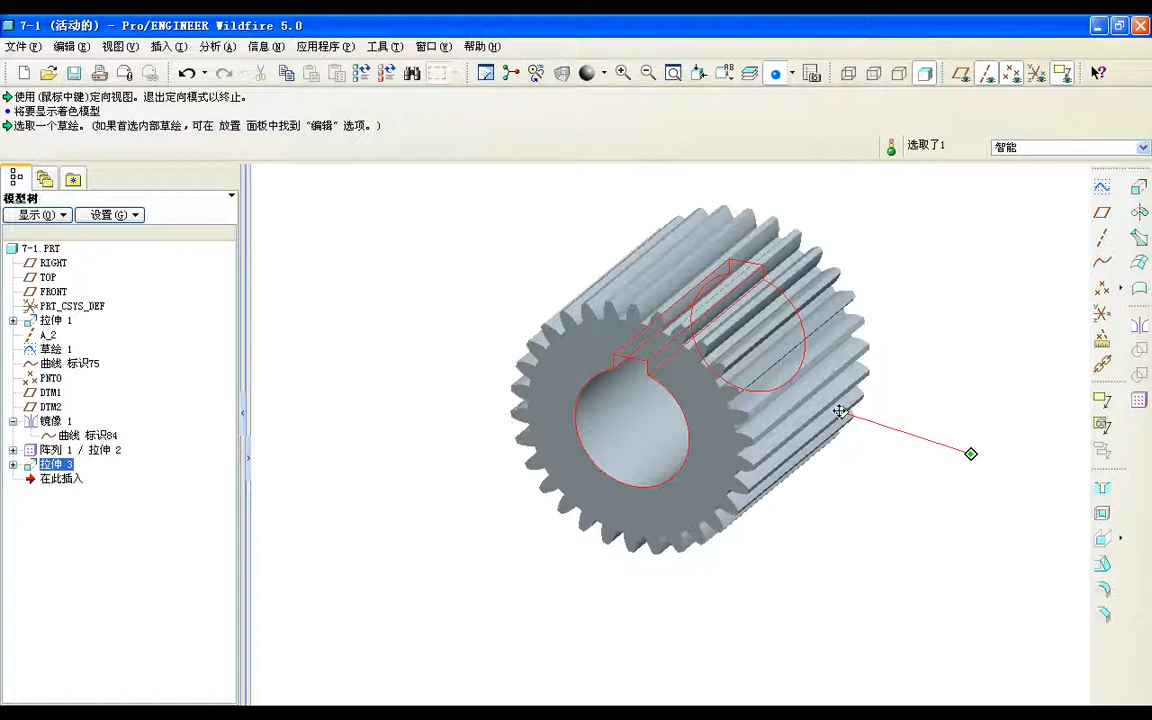 7-1 (活动的) - Pro/ENGINEER Wildfire 5.0
文件(F) 编辑(E) 视图(V) 插入(I) 分析(A) 信息(N) 应用程序(P) 工具(T) 窗口(W) 帮助(H)
使用(鼠标中键)定向视图。退出定向模式以终止。
将要显示着色模型
选取一个草绘。(如果首选内部草绘，可在 放置 面板中找到 "编辑" 选项。)
选取了1 智能
模型树
显示(O) 设置(G)
7-1.PRT
RIGHT
TOP
FRONT
PRT_CSYS_DEF
拉伸 1
A_2
草绘 1
曲线 标识75
PNT0
DTM1
DTM2
镜像 1
曲线 标识84
阵列 1 / 拉伸 2
拉伸 3
在此插入